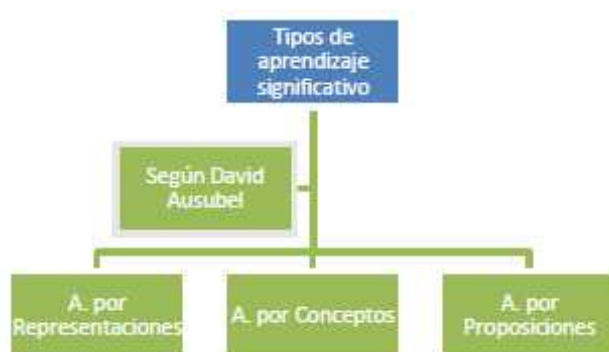 Tipos de
aprendizaje
significativo
Según David
Ausubel
A. por
Representaciones
A. por Conceptos
A. por
Proposiciones